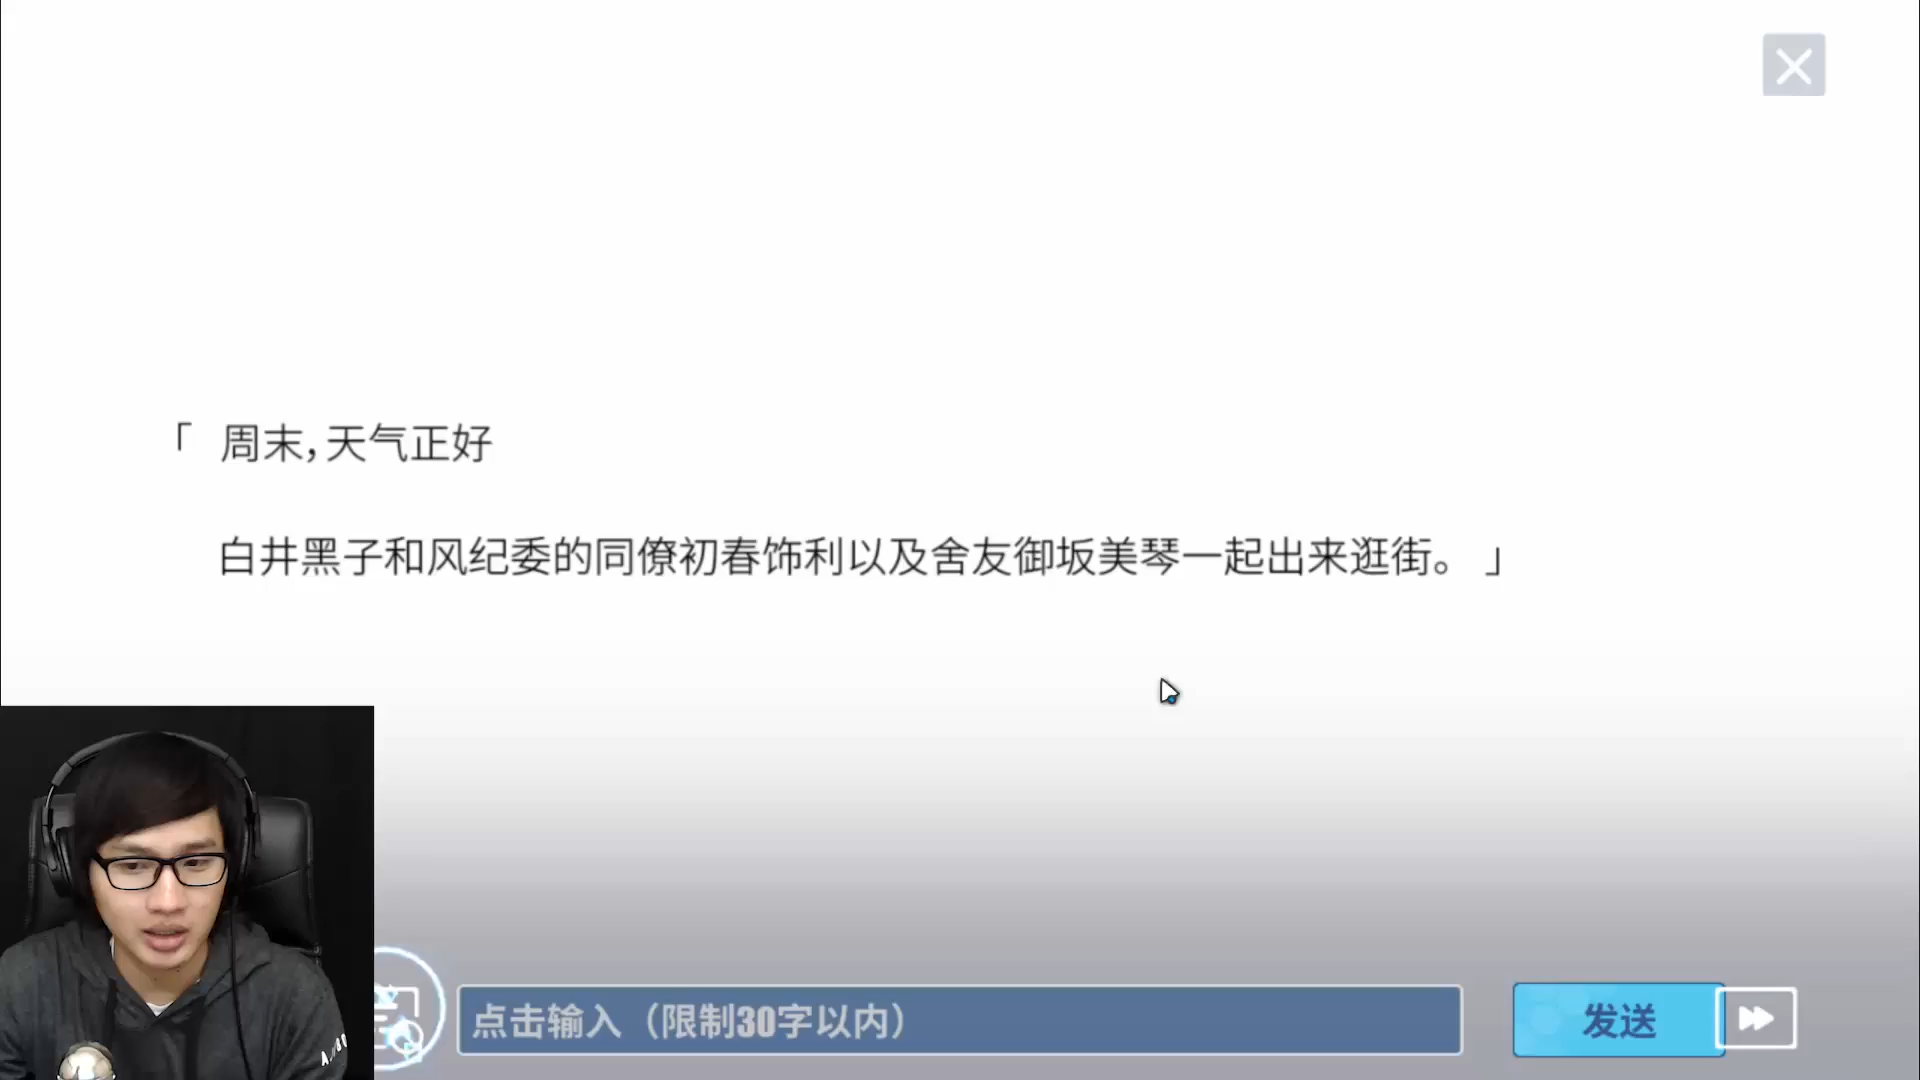 「 周末,天气正好
白井黑子和风纪委的同僚初春饰利以及舍友御坂美琴一起出来逛街。 」
点击输入（限制30字以内）
发送